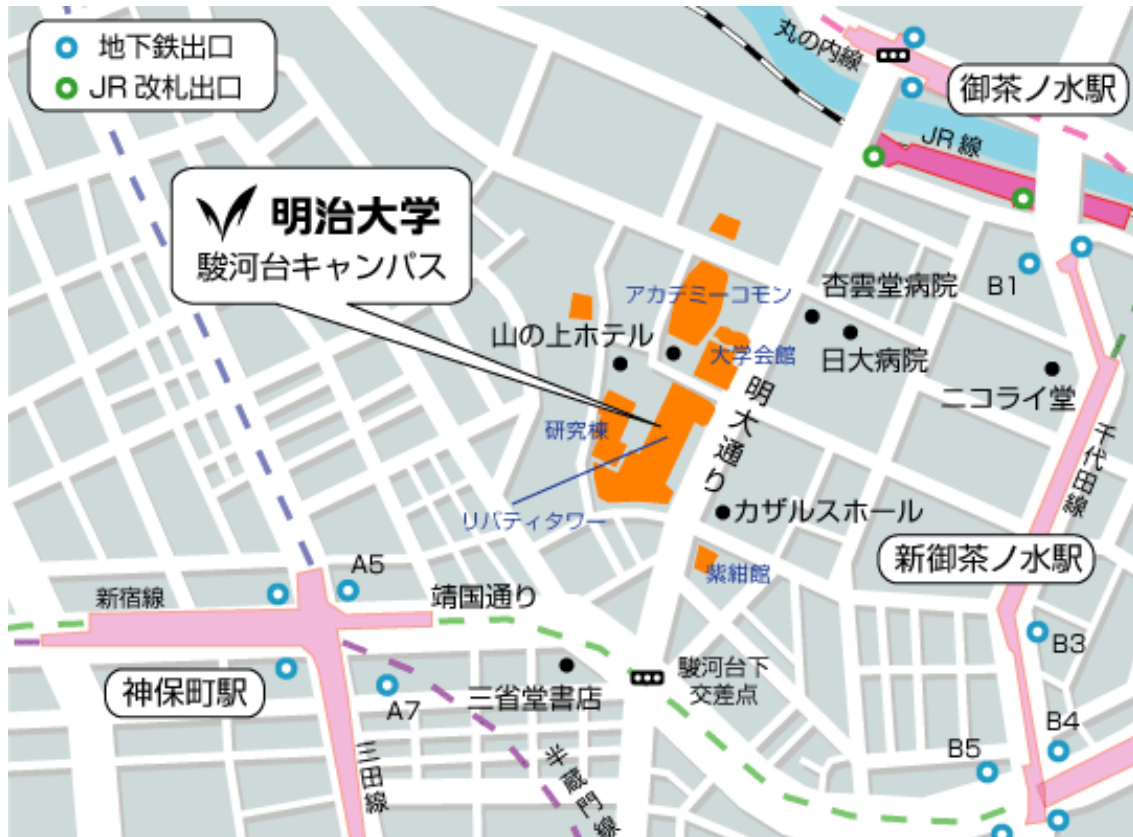 地下鉄出口
JR 改札出口
丸の内線
御茶ノ水駅
JR 線
明治大学
駿河台キャンパス
アカデミーコモン
杏雲堂病院
B1
山の上ホテル
大学会館
日大病院
ニコライ堂
明大通り
研究棟
千代田線
リバティタワー
カザルスホール
新御茶ノ水駅
紫紺館
A5
新宿線
靖国通り
B3
神保町駅
A7
三省堂書店
駿河台下
交差点
B4
B5
三田線
半蔵門線